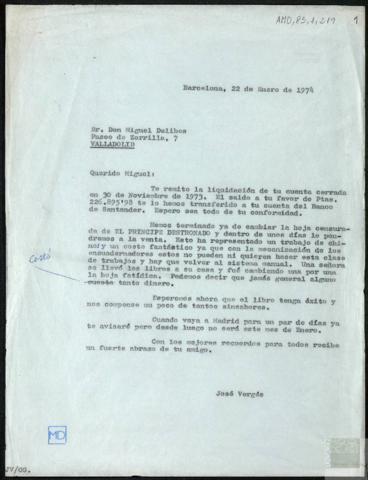 AMD,85,1,219 1
Barcelona, 22 de Enero de 1974
Sr. Don Miguel Delibes
Paseo de Zorrilla, 7
VALLADOLID
Querido Miguel:
Te remito la liquidación de tu cuenta cerrada
en 30 de Noviembre de 1973. El saldo a tu favor de Ptas.
226.895'98 te lo hemos transferido a tu cuenta del Banco
de Santander. Espero sea todo de tu conformidad.
Hemos terminado ya de cambiar la hoja censura-
da de EL PRINCIPE DESTRONADO y dentro de unos días lo pon-
dremos a la venta. Esto ha representado un trabajo de chi-
nos y un costo fantástico ya que con la mecanización de los
encuadernadores estos no pueden ni quieren hacer esta clase
de trabajos y hay que volver al sistema manual. Una señora
se llevó los libros a su casa y fué cambiando una por una
la hoja fatídica. Podemos decir que jamás general alguno
cuesta tanto dinero.
Costó
Esperemos ahora que el libro tenga éxito y
nos compense un poco de tantos sinsabores.
Cuando vaya a Madrid para un par de días ya
te avisaré pero desde luego no será este mes de Enero.
Con los mejores recuerdos para todos recibe
un fuerte abrazo de tu amigo.
José Vergés
MD
JV/OG.